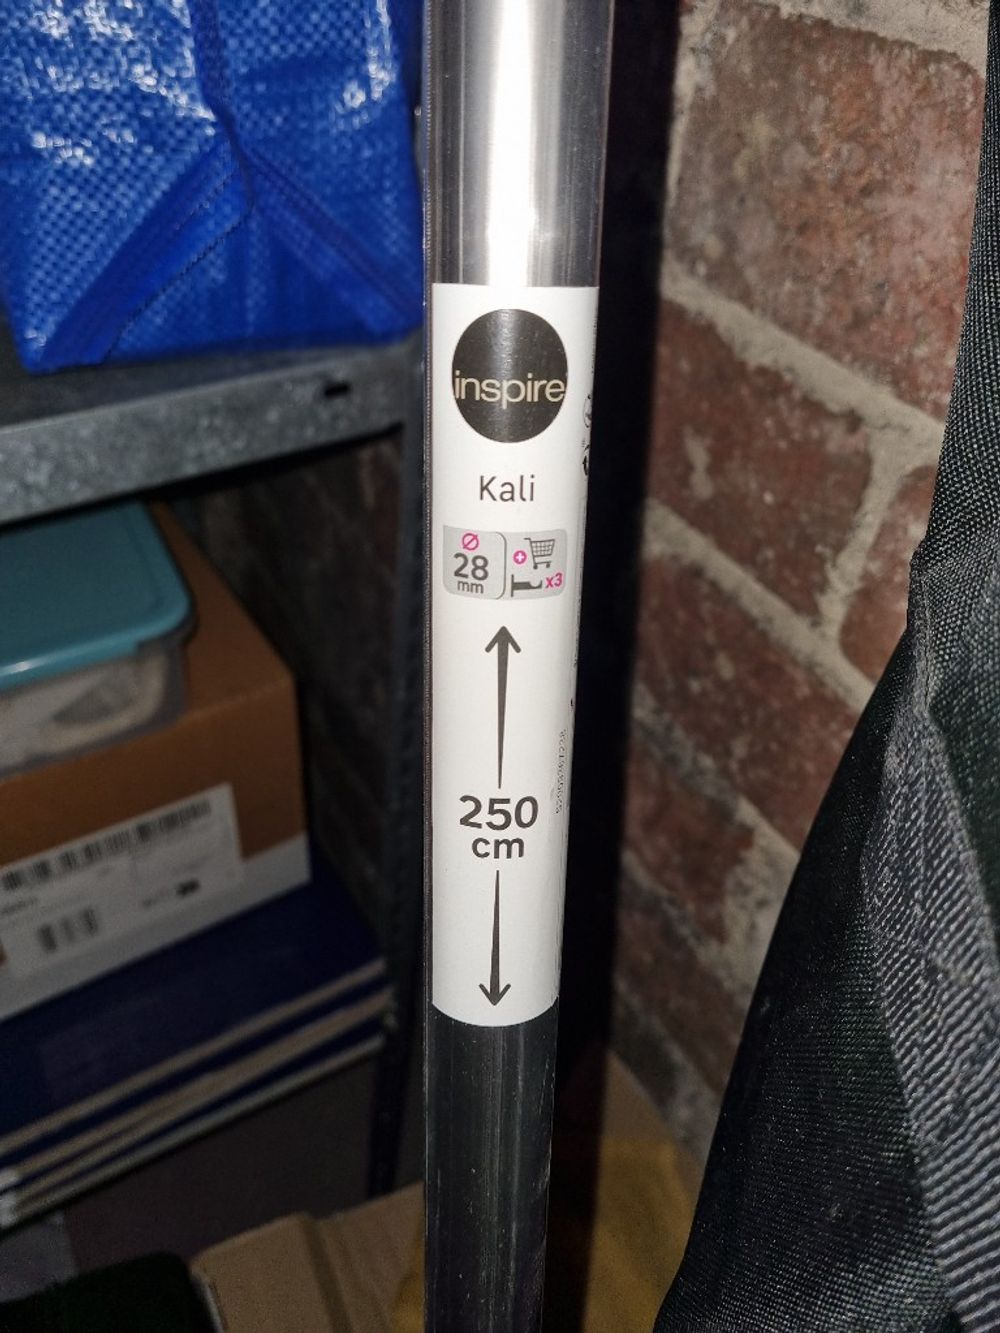 inspire
Kali
Ø
28
mm
+
x3
250
cm